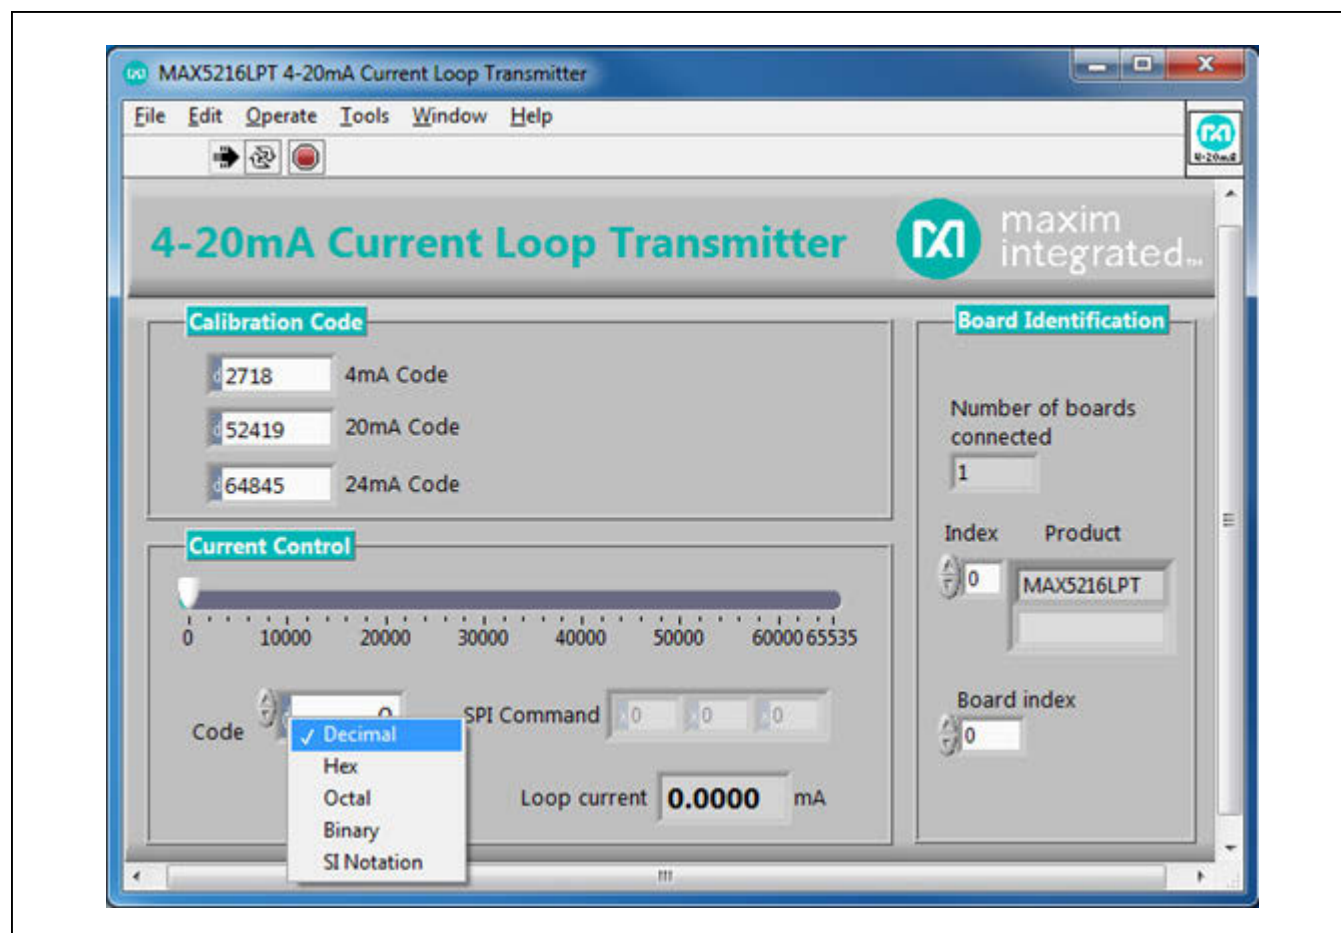 MAX5216LPT 4-20mA Current Loop Transmitter
File Edit Operate Tools Window Help
4-20mA
4-20mA Current Loop Transmitter
maxim
integrated™
Calibration Code
d 2718 4mA Code
d 52419 20mA Code
d 64845 24mA Code
Board Identification
Number of boards
connected
1
Index Product
0 MAX5216LPT
Board index
0
Current Control
0 10000 20000 30000 40000 50000 60000 65535
Code d 0 SPI Command x 0 x 0 x 0
✓ Decimal
Hex
Octal
Binary
SI Notation
Loop current 0.0000 mA